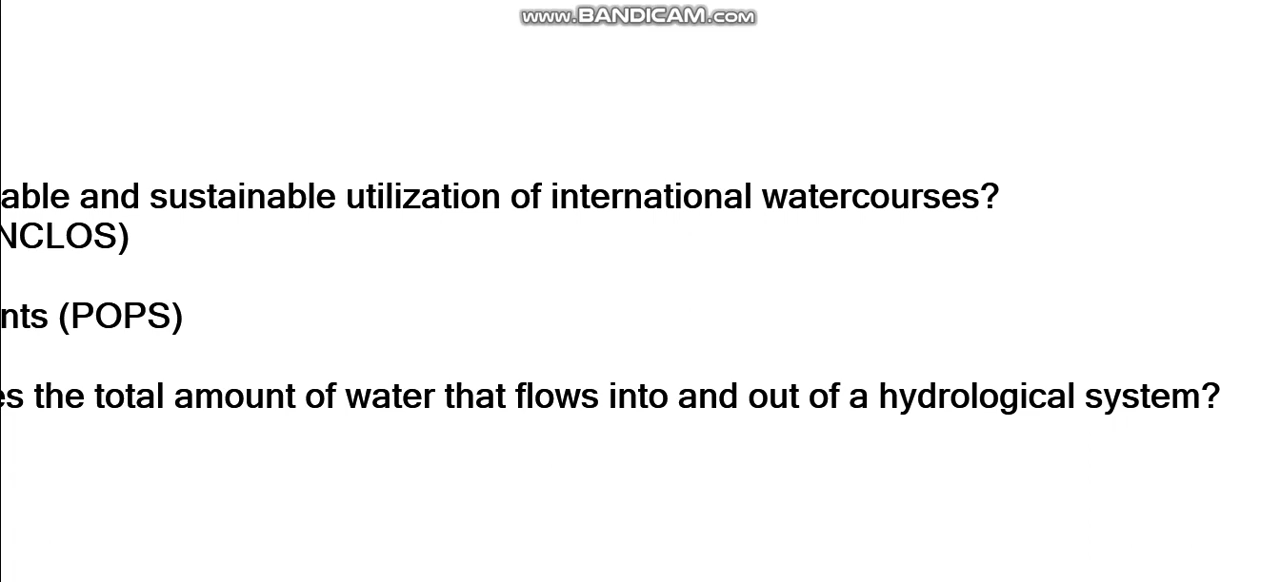 www.BANDICAM.com
able and sustainable utilization of international watercourses?
NCLOS)
nts (POPS)
es the total amount of water that flows into and out of a hydrological system?